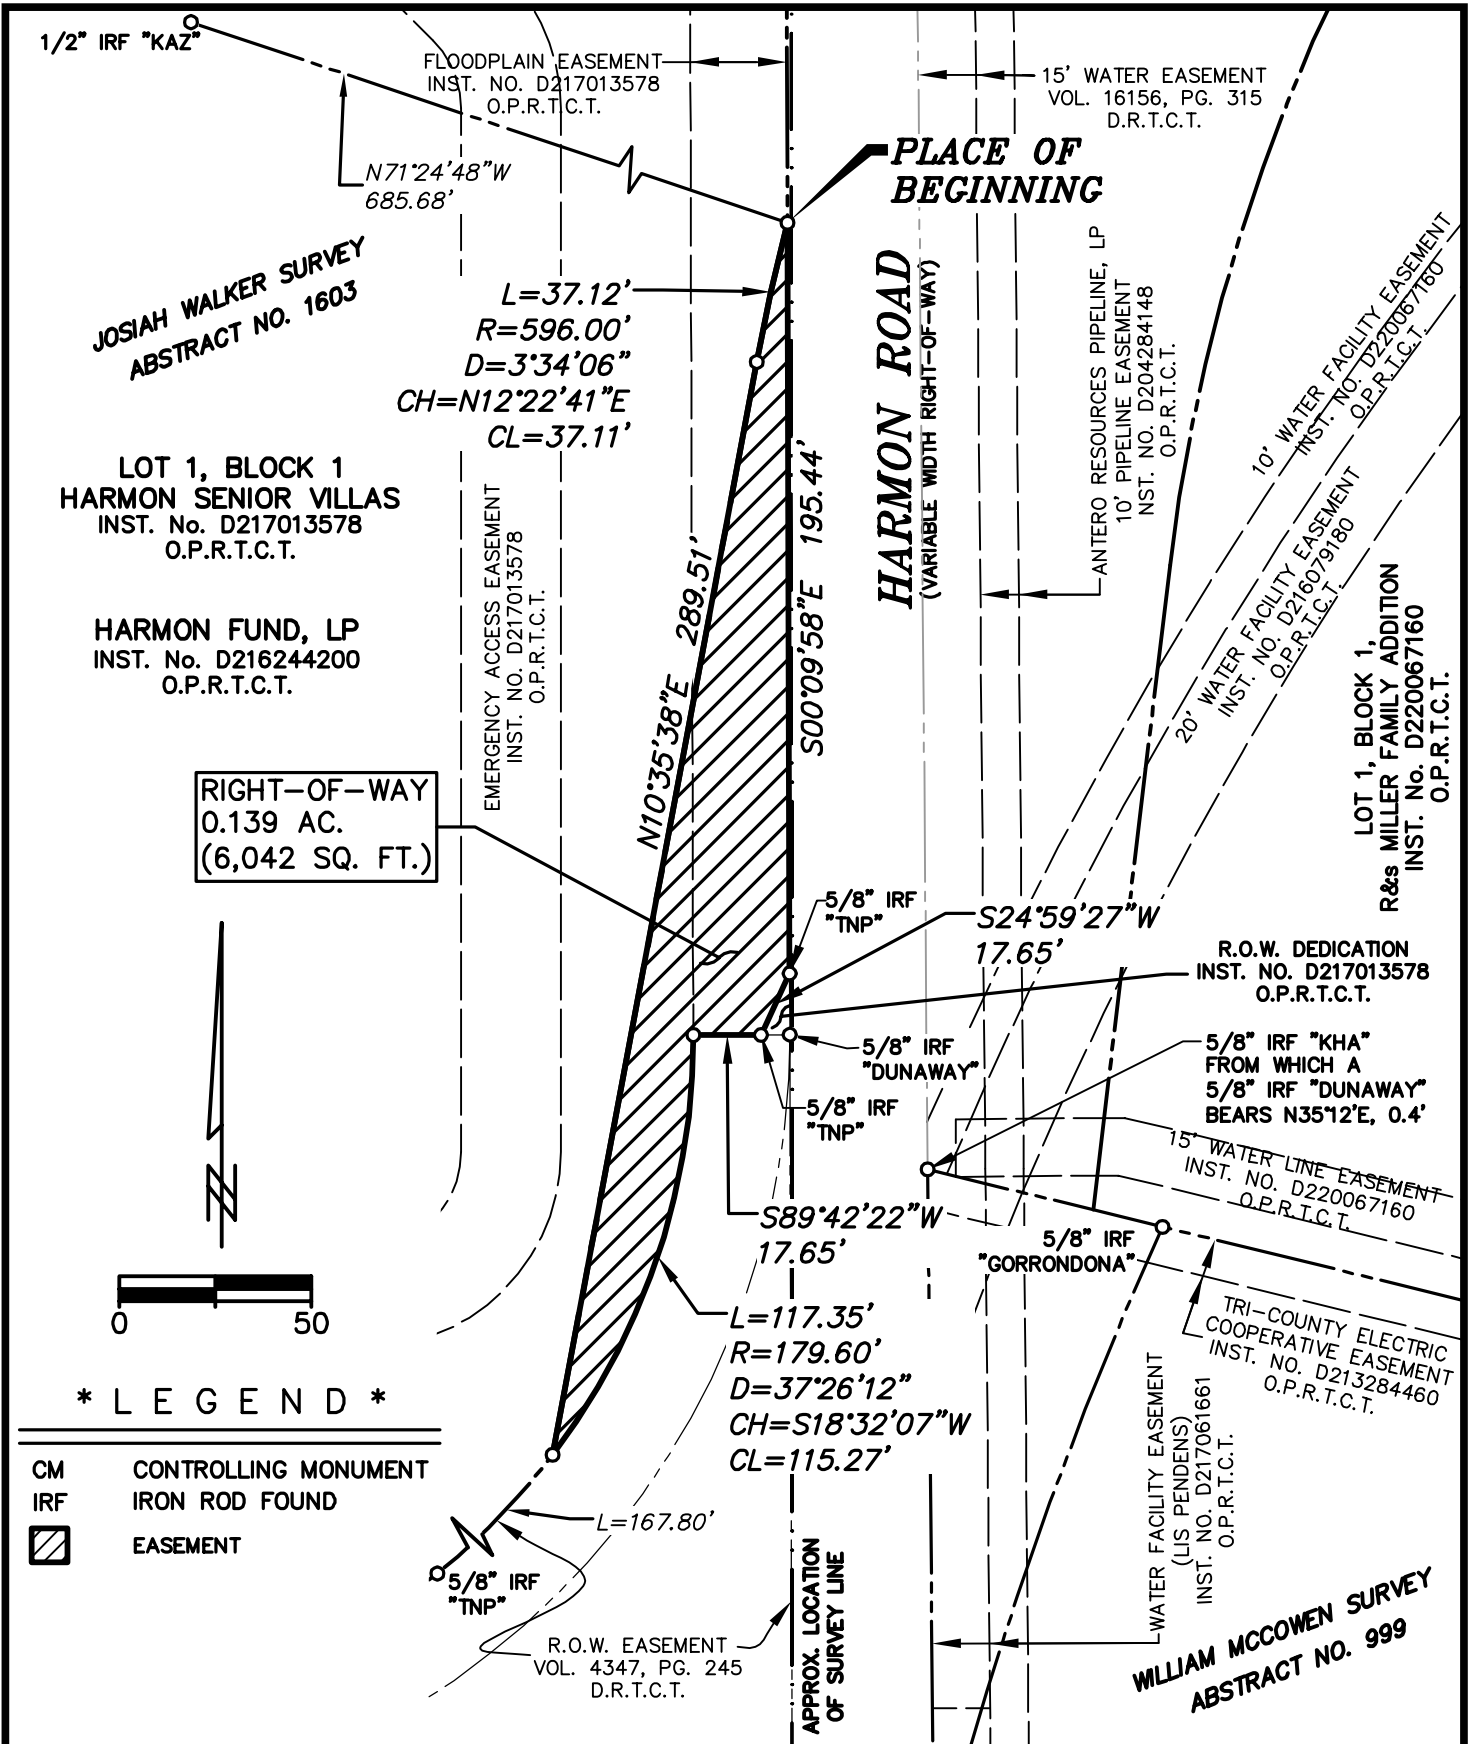 1/2" IRF "KAZ"
FLOODPLAIN EASEMENT
INST. NO. D217013578
O.P.R.T.C.T.
15' WATER EASEMENT
VOL. 16156, PG. 315
D.R.T.C.T.
PLACE OF
BEGINNING
N71°24'48"W
685.68'
JOSIAH WALKER SURVEY
ABSTRACT NO. 1603
L=37.12'
R=596.00'
D=3°34'06"
CH=N12°22'41"E
CL=37.11'
HARMON ROAD
(VARIABLE WIDTH RIGHT-OF-WAY)
ANTERO RESOURCES PIPELINE, LP
10' PIPELINE EASEMENT
NST. NO. D204284148
O.P.R.T.C.T.
10' WATER FACILITY EASEMENT
INST. NO. D220067160
O.P.R.T.C.T.
LOT 1, BLOCK 1
HARMON SENIOR VILLAS
INST. No. D217013578
O.P.R.T.C.T.
HARMON FUND, LP
INST. No. D216244200
O.P.R.T.C.T.
EMERGENCY ACCESS EASEMENT
INST. NO. D217013578
O.P.R.T.C.T.
N10°35'38"E 289.51'
S00°09'58"E 195.44'
20' WATER FACILITY EASEMENT
INST. NO. D216079180
O.P.R.T.C.T.
LOT 1, BLOCK 1,
R&s MILLER FAMILY ADDITION
INST. No. D220067160
O.P.R.T.C.T.
RIGHT-OF-WAY
0.139 AC.
(6,042 SQ. FT.)
5/8" IRF
"TNP"
S24°59'27"W
17.65'
R.O.W. DEDICATION
INST. NO. D217013578
O.P.R.T.C.T.
5/8" IRF
"DUNAWAY"
5/8" IRF
"TNP"
5/8" IRF "KHA"
FROM WHICH A
5/8" IRF "DUNAWAY"
BEARS N35°12'E, 0.4'
15' WATER LINE EASEMENT
INST. NO. D220067160
O.P.R.T.C.T.
N
S89°42'22"W
17.65'
5/8" IRF
"GORRONDONA"
0 50
L=117.35'
R=179.60'
D=37°26'12"
CH=S18°32'07"W
CL=115.27'
TRI-COUNTY ELECTRIC
COOPERATIVE EASEMENT
INST. NO. D213284460
O.P.R.T.C.T.
* L E G E N D *
CM CONTROLLING MONUMENT
IRF IRON ROD FOUND
EASEMENT
L=167.80'
5/8" IRF
"TNP"
R.O.W. EASEMENT
VOL. 4347, PG. 245
D.R.T.C.T.
APPROX. LOCATION
OF SURVEY LINE
WATER FACILITY EASEMENT
(LIS PENDENS)
INST. NO. D217061661
O.P.R.T.C.T.
WILLIAM MCCOWEN SURVEY
ABSTRACT NO. 999